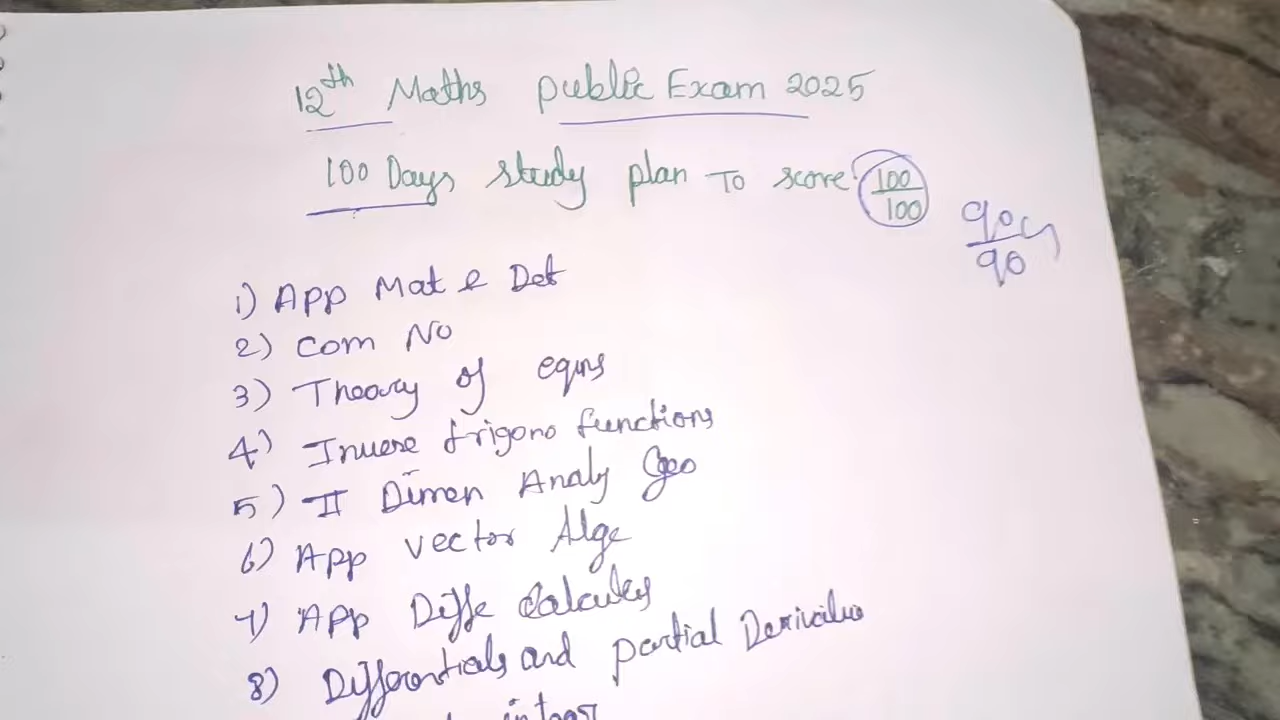 12th Maths public Exam 2025
100 Days study plan To score 100/100
90/90
1) App Mat & Det
2) Com No
3) Theory of eqns
4) Inverse trigono functions
5) II Dimen Analy Geo
6) App vector Alge
7) App Diffe Calculus
8) Differentials and partial Derivative